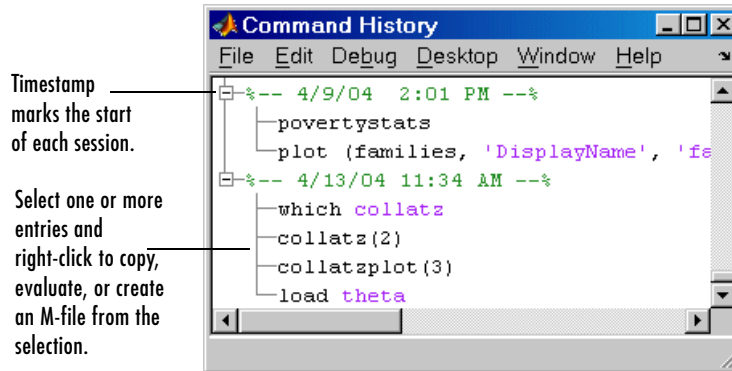 Command History
File Edit Debug Desktop Window Help
Timestamp
marks the start
of each session.
%-- 4/9/04 2:01 PM --%
povertystats
plot (families, 'DisplayName', 'fa
%-- 4/13/04 11:34 AM --%
which collatz
collatz(2)
collatzplot(3)
load theta
Select one or more
entries and
right-click to copy,
evaluate, or create
an M-file from the
selection.